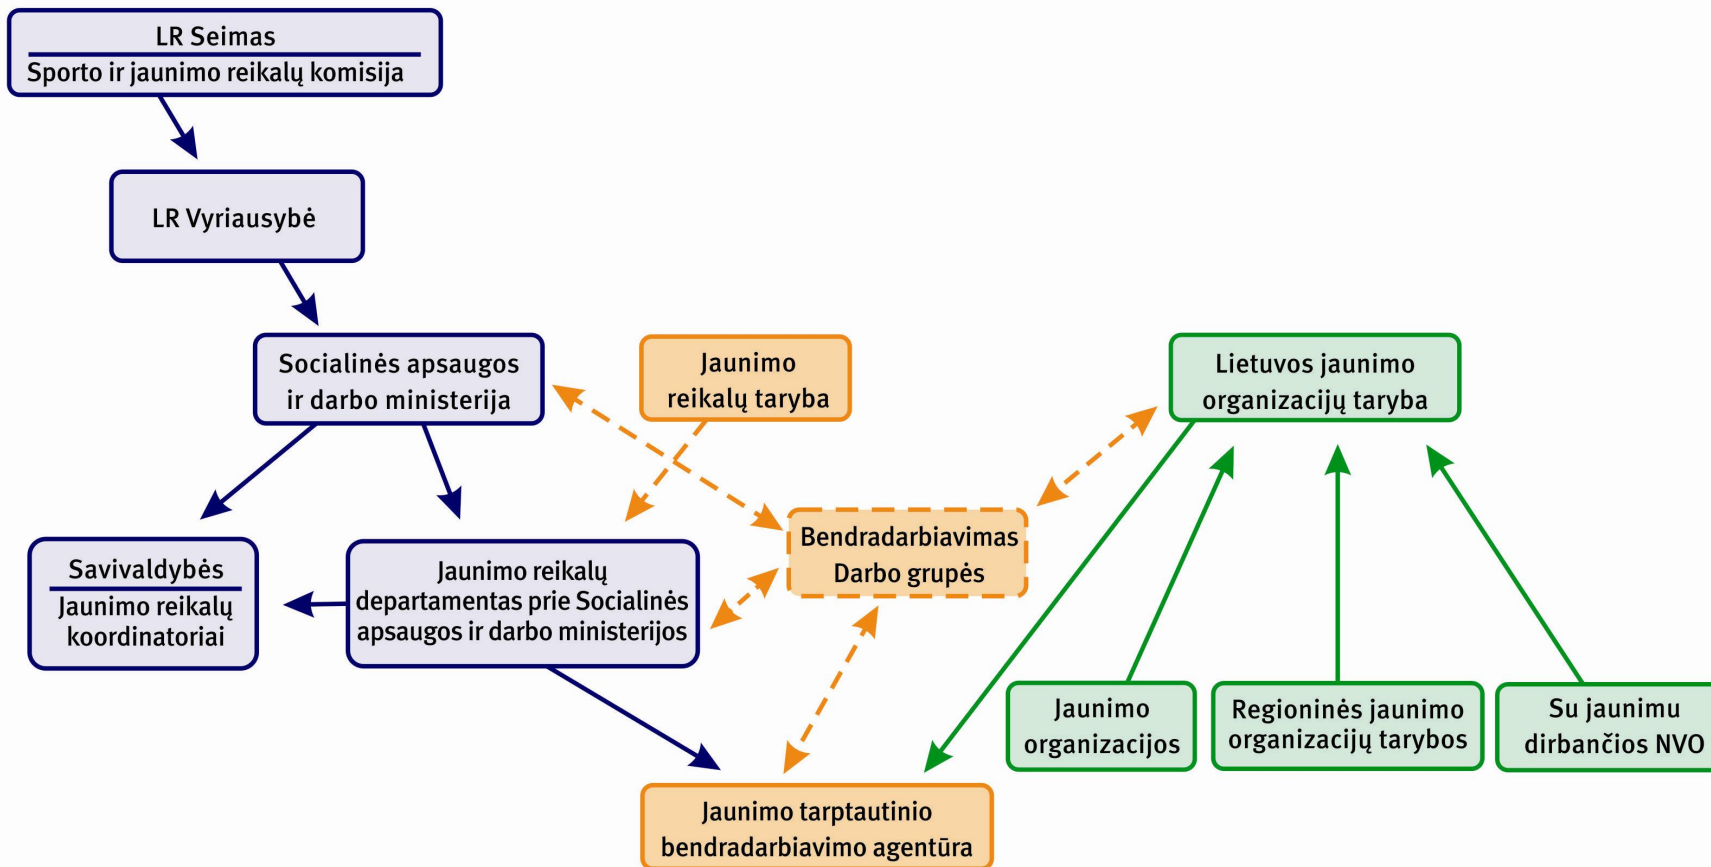 LR Seimas
Sporto ir jaunimo reikalų komisija
LR Vyriausybė
Socialinės apsaugos
ir darbo ministerija
Jaunimo
reikalų taryba
Lietuvos jaunimo
organizacijų taryba
Bendradarbiavimas
Darbo grupės
Savivaldybės
Jaunimo reikalų
koordinatoriai
Jaunimo reikalų
departamentas prie Socialinės
apsaugos ir darbo ministerijos
Jaunimo
organizacijos
Regioninės jaunimo
organizacijų tarybos
Su jaunimu
dirbančios NVO
Jaunimo tarptautinio
bendradarbiavimo agentūra